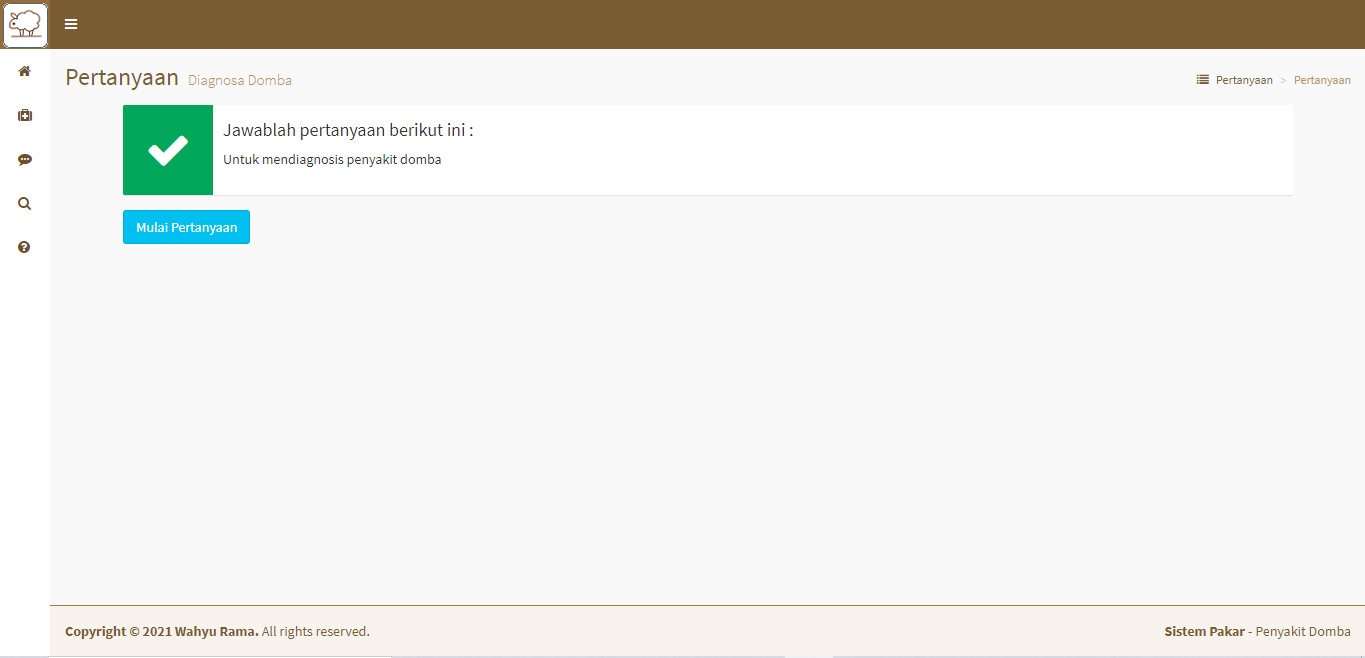 Pertanyaan Diagnosa Domba
Pertanyaan > Pertanyaan
Jawablah pertanyaan berikut ini :
Untuk mendiagnosis penyakit domba
Mulai Pertanyaan
Copyright © 2021 Wahyu Rama. All rights reserved.
Sistem Pakar - Penyakit Domba